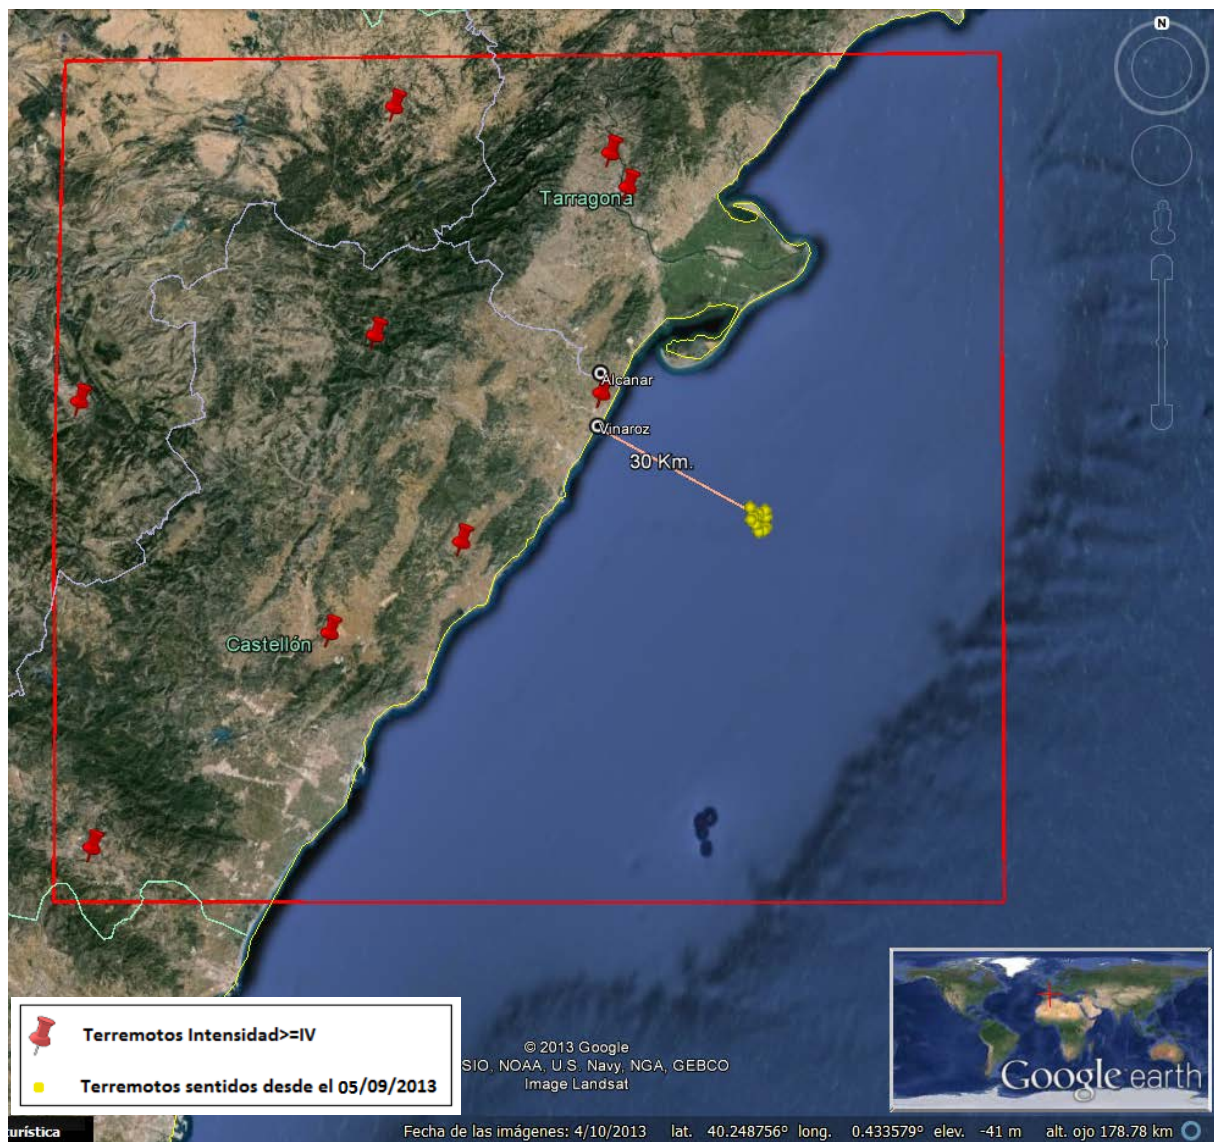 N
Tarragona
Alcanar
Vinaroz
30 Km.
Castellón
Terremotos Intensidad>=IV
Terremotos sentidos desde el 05/09/2013
© 2013 Google
SIO, NOAA, U.S. Navy, NGA, GEBCO
Image Landsat
Google earth
urística
Fecha de las imágenes: 4/10/2013 lat. 40.248756° long. 0.433579° elev. -41 m alt. ojo 178.78 km